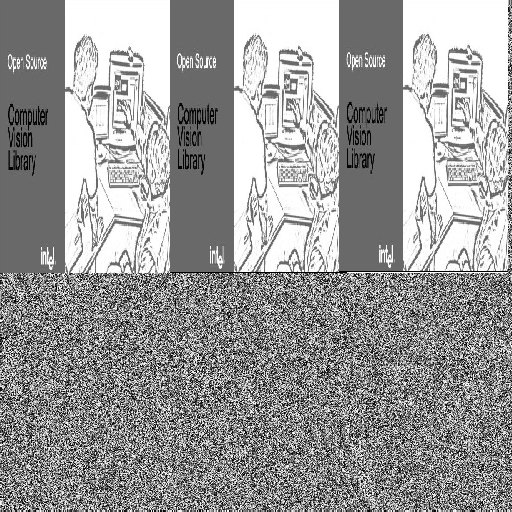 Open Source
Computer
Vision
Library
intel
Open Source
Computer
Vision
Library
intel
Open Source
Computer
Vision
Library
intel